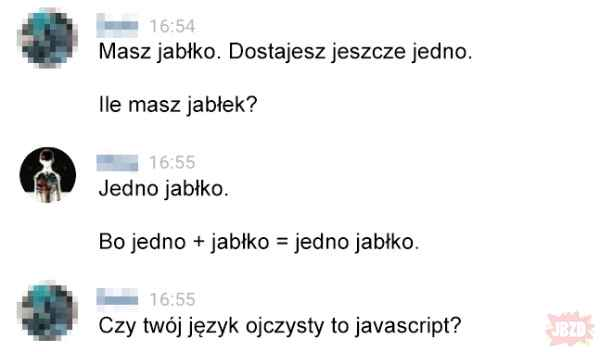 16:54
Masz jabłko. Dostajesz jeszcze jedno.
Ile masz jabłek?
16:55
Jedno jabłko.
Bo jedno + jabłko = jedno jabłko.
16:55
Czy twój język ojczysty to javascript?
JBZD